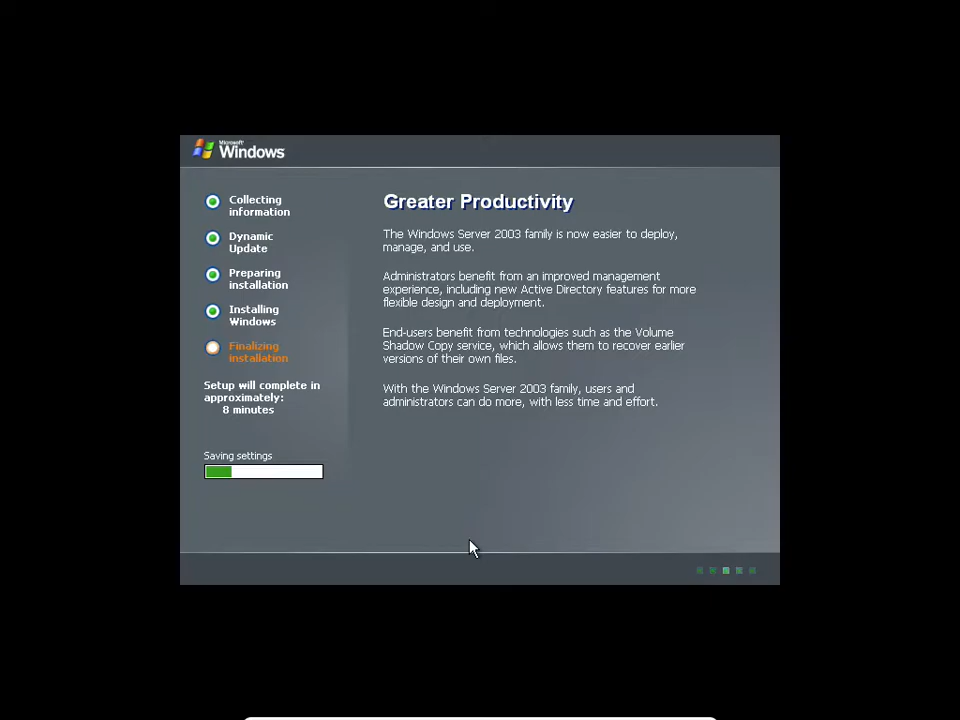 Microsoft
Windows
Collecting
information
Dynamic
Update
Preparing
installation
Installing
Windows
Finalizing
installation
Setup will complete in
approximately:
8 minutes
Saving settings
Greater Productivity
The Windows Server 2003 family is now easier to deploy,
manage, and use.
Administrators benefit from an improved management
experience, including new Active Directory features for more
flexible design and deployment.
End-users benefit from technologies such as the Volume
Shadow Copy service, which allows them to recover earlier
versions of their own files.
With the Windows Server 2003 family, users and
administrators can do more, with less time and effort.